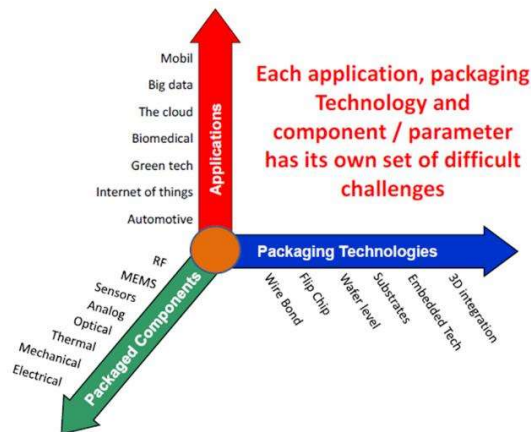 Mobil
Big data
The cloud
Biomedical
Green tech
Internet of things
Automotive
Applications
Each application, packaging
Technology and
component / parameter
has its own set of difficult
challenges
Packaging Technologies
Wire Bond
Flip Chip
Wafer level
Substrates
Embedded Tech
3D integration
RF
MEMS
Sensors
Analog
Optical
Thermal
Mechanical
Electrical
Packaged Components